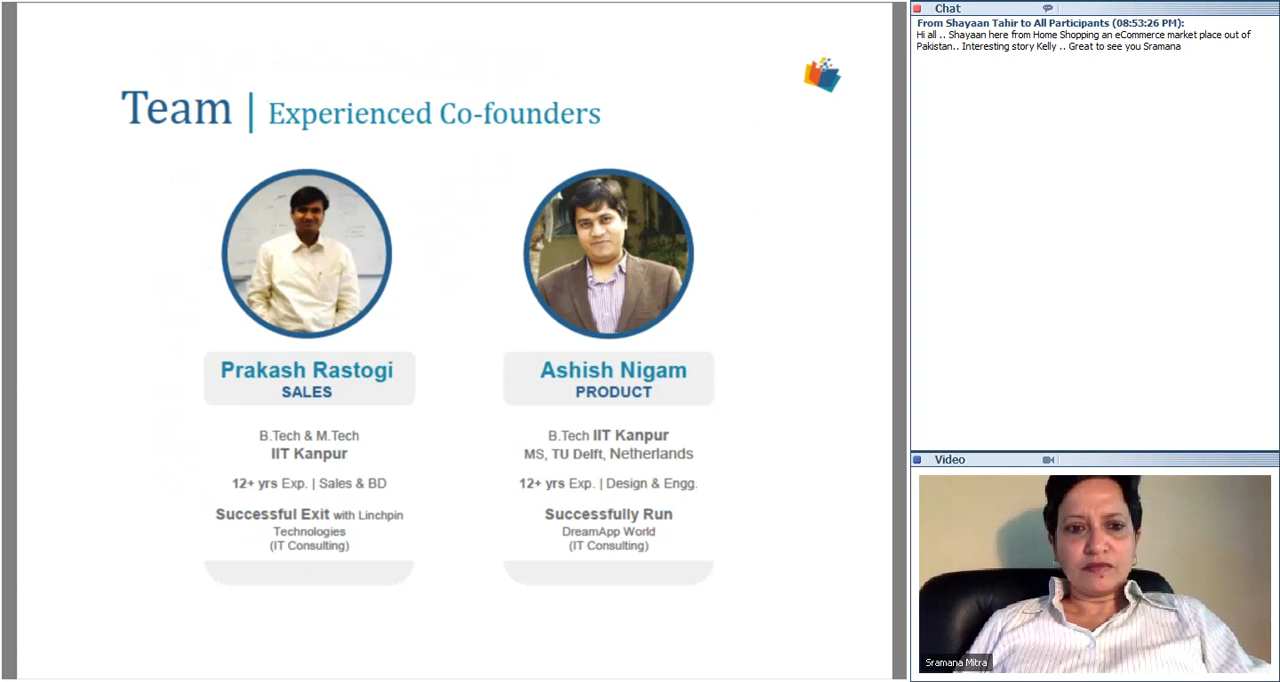 Team | Experienced Co-founders
Prakash Rastogi
SALES
B.Tech & M.Tech
IIT Kanpur
12+ yrs Exp. | Sales & BD
Successful Exit with Linchpin
Technologies
(IT Consulting)
Ashish Nigam
PRODUCT
B.Tech IIT Kanpur
MS, TU Delft, Netherlands
12+ yrs Exp. | Design & Engg.
Successfully Run
DreamApp World
(IT Consulting)
Chat
From Shayaan Tahir to All Participants (08:53:26 PM):
Hi all .. Shayaan here from Home Shopping an eCommerce market place out of
Pakistan.. Interesting story Kelly .. Great to see you Sramana
Video
Sramana Mitra